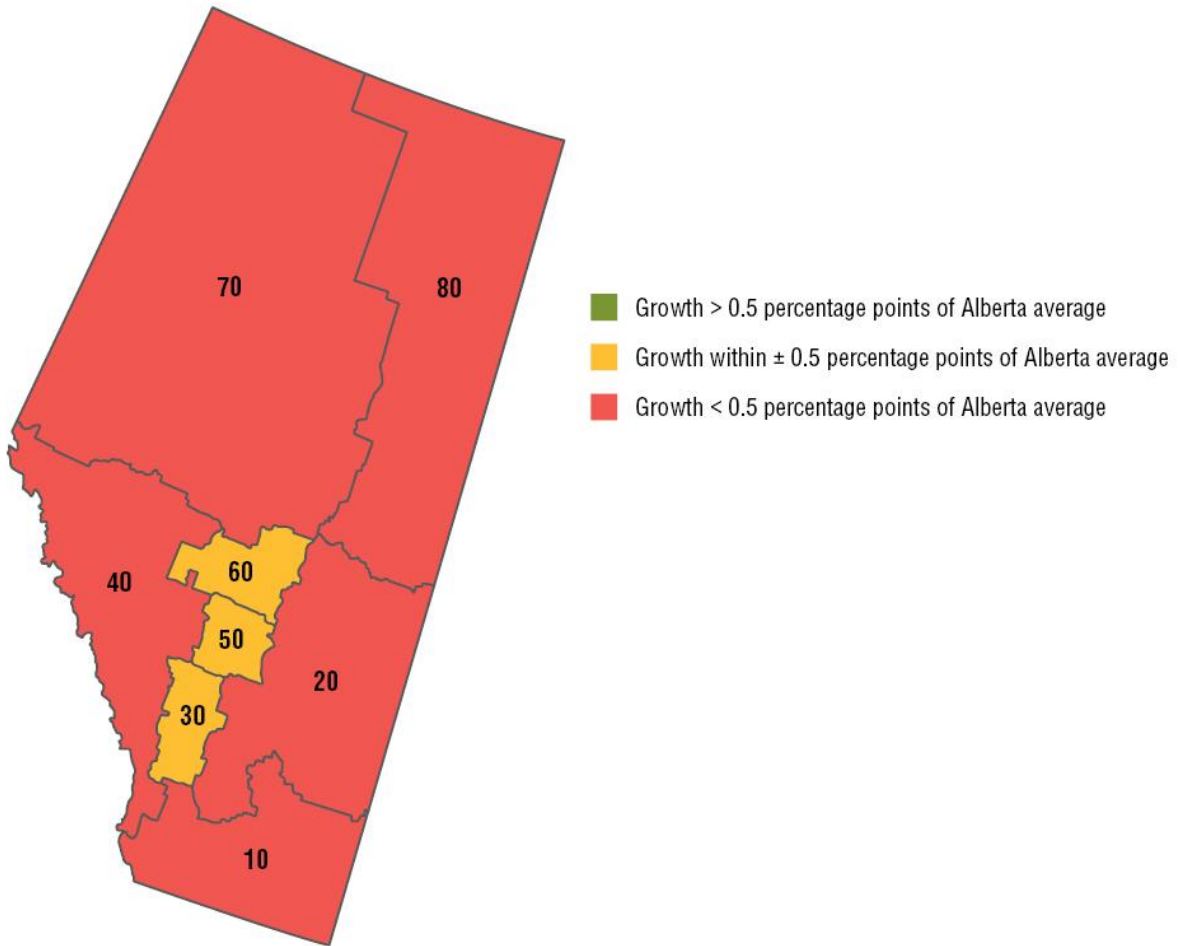 70
80
Growth > 0.5 percentage points of Alberta average
Growth within ± 0.5 percentage points of Alberta average
Growth < 0.5 percentage points of Alberta average
60
40
50
20
30
10